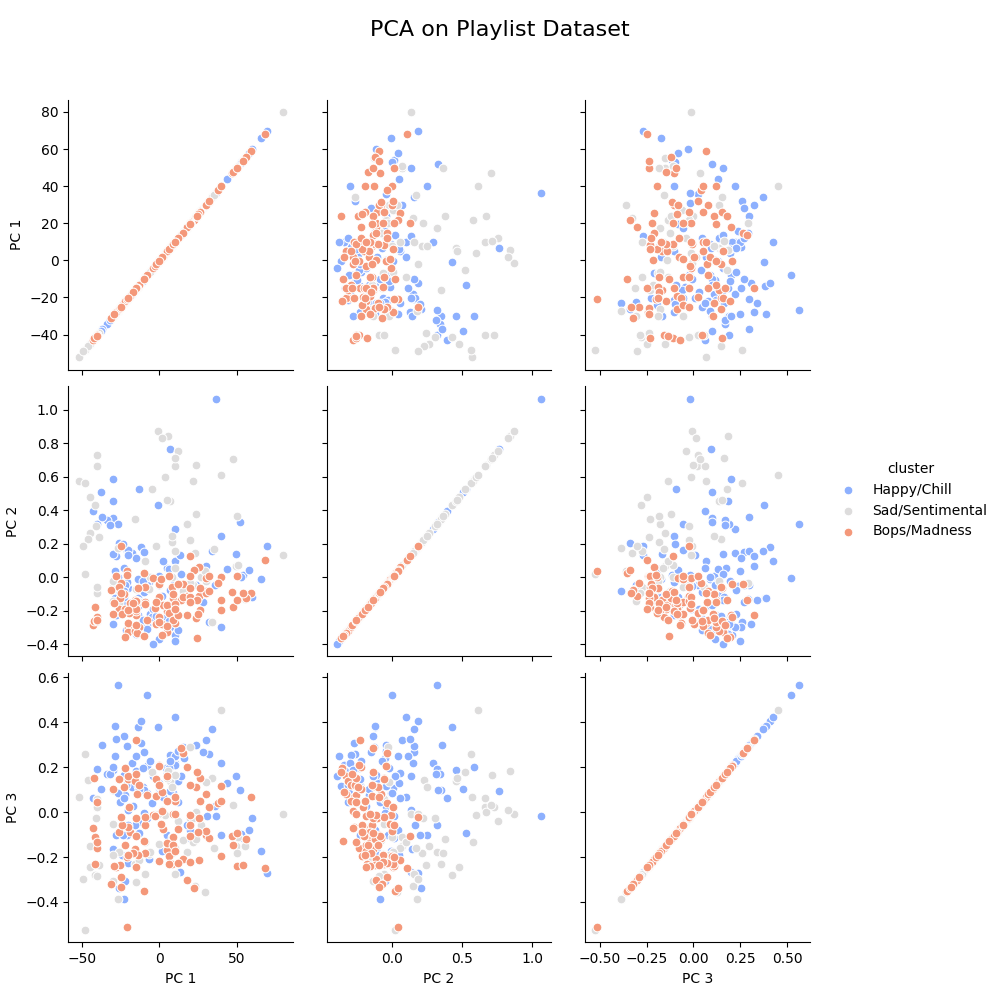 PCA on Playlist Dataset
80
60
40
20
0
−20
−40
PC 1
1.0
0.8
0.6
0.4
0.2
0.0
−0.2
−0.4
PC 2
cluster
Happy/Chill
Sad/Sentimental
Bops/Madness
0.6
0.4
0.2
0.0
−0.2
−0.4
PC 3
−50 0 50 0.0 0.5 1.0 −0.50 −0.25 0.00 0.25 0.50
PC 1 PC 2 PC 3